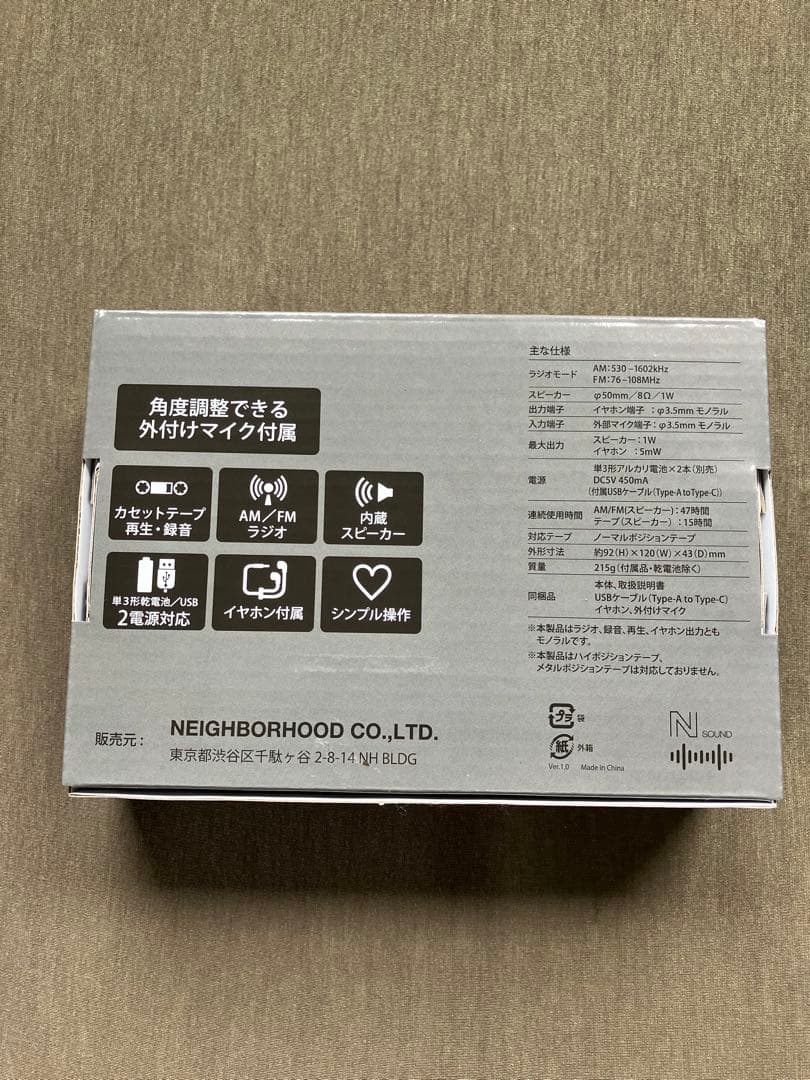 角度調整できる
外付けマイク付属
カセットテープ
再生・録音
AM/FM
ラジオ
内蔵
スピーカー
単3形乾電池/USB
2電源対応
イヤホン付属
シンプル操作
販売元:
NEIGHBORHOOD CO.,LTD.
東京都渋谷区千駄ヶ谷 2-8-14 NH BLDG
主な仕様
ラジオモード AM:530-1602kHz
FM:76-108MHz
スピーカー φ50mm/8Ω/1W
出力端子 イヤホン端子 :φ3.5mm モノラル
入力端子 外部マイク端子:φ3.5mm モノラル
最大出力 スピーカー:1W
イヤホン :5mW
電源 単3形アルカリ電池×2本(別売)
DC5V 450mA
(付属USBケーブル(Type-A to Type-C))
連続使用時間 AM/FM(スピーカー):47時間
テープ(スピーカー) :15時間
対応テープ ノーマルポジションテープ
外形寸法 約92(H)×120(W)×43(D)mm
質量 215g(付属品・乾電池除く)
同梱品 本体、取扱説明書
USBケーブル(Type-A to Type-C)
イヤホン、外付けマイク
※本製品はラジオ、録音、再生、イヤホン出力とも
モノラルです。
※本製品はハイポジションテープ、
メタルポジションテープは対応しておりません。
プラ 袋
紙 外箱
Ver.1.0 Made in China
N SOUND